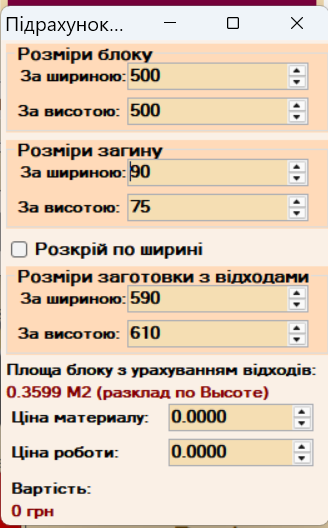 Підрахунок...
Розміри блоку
За шириною: 500
За висотою: 500
Розміри загину
За шириною: 90
За висотою: 75
Розкрій по ширині
Розміри заготовки з відходами
За шириною: 590
За висотою: 610
Площа блоку з урахуванням відходів:
0.3599 M2 (расклад по Высоте)
Ціна материалу: 0.0000
Ціна роботи: 0.0000
Вартість:
0 грн